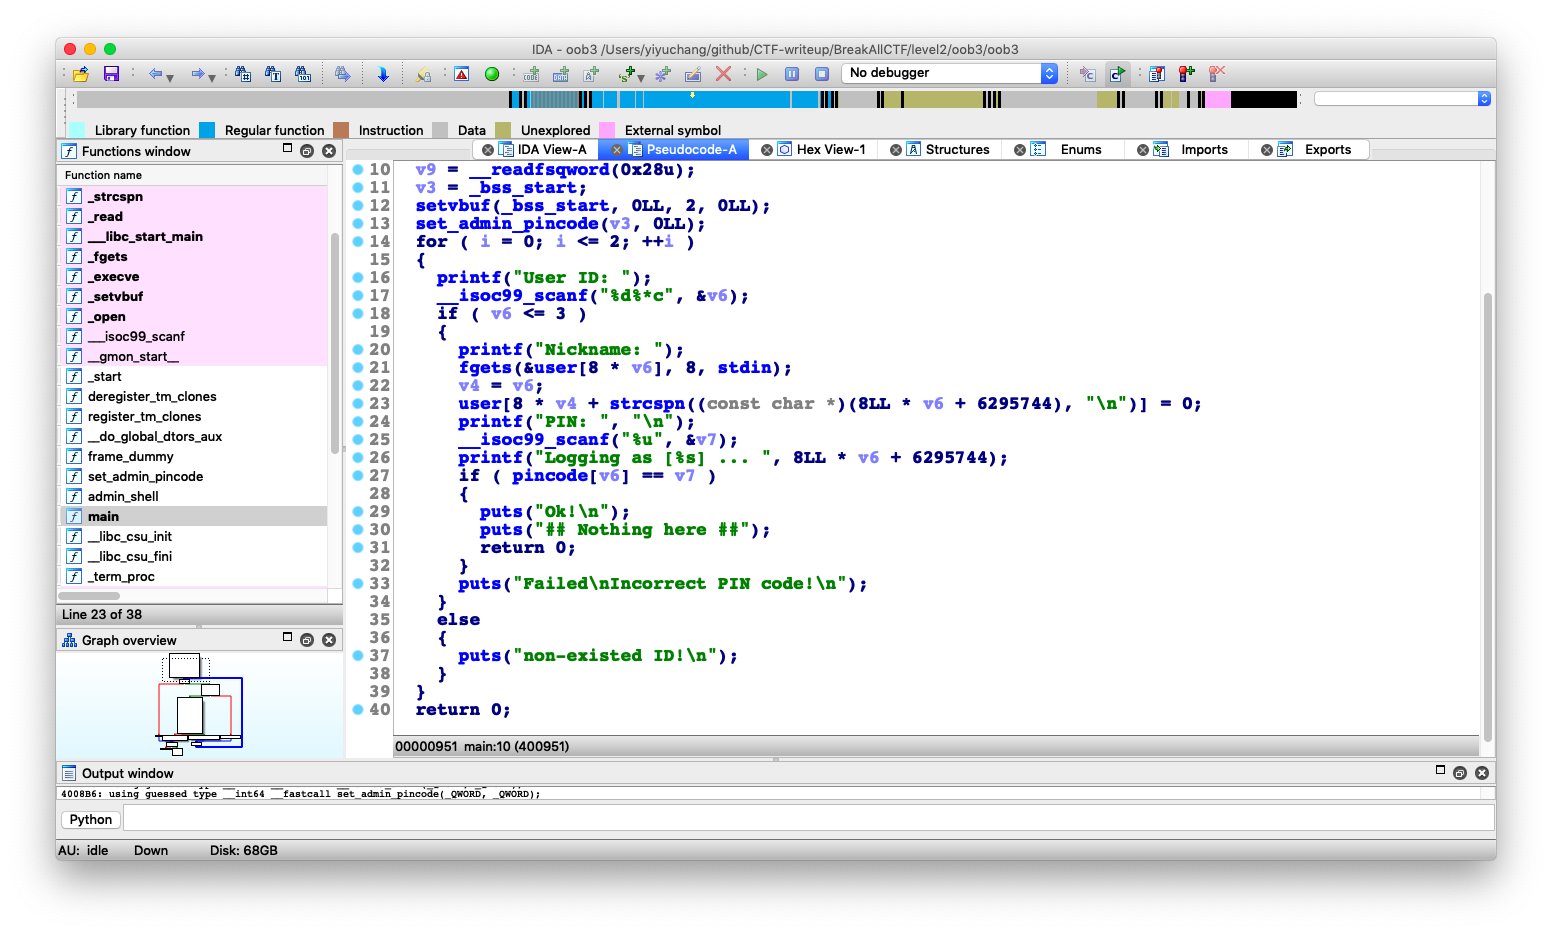 IDA - oob3 /Users/yiyuchang/github/CTF-writeup/BreakAllCTF/level2/oob3/oob3
No debugger
Library function Regular function Instruction Data Unexplored External symbol
Functions window
IDA View-A Pseudocode-A Hex View-1 Structures Enums Imports Exports
Function name
_strcspn
_read
___libc_start_main
_fgets
_execve
_setvbuf
_open
___isoc99_scanf
__gmon_start__
_start
deregister_tm_clones
register_tm_clones
__do_global_dtors_aux
frame_dummy
set_admin_pincode
admin_shell
main
__libc_csu_init
__libc_csu_fini
_term_proc
Line 23 of 38
Graph overview
10 v9 = __readfsqword(0x28u);
11 v3 = _bss_start;
12 setvbuf(_bss_start, 0LL, 2, 0LL);
13 set_admin_pincode(v3, 0LL);
14 for ( i = 0; i <= 2; ++i )
15 {
16 printf("User ID: ");
17 __isoc99_scanf("%d%*c", &v6);
18 if ( v6 <= 3 )
19 {
20 printf("Nickname: ");
21 fgets(&user[8 * v6], 8, stdin);
22 v4 = v6;
23 user[8 * v4 + strcspn((const char *)(8LL * v6 + 6295744), "\n")] = 0;
24 printf("PIN: ", "\n");
25 __isoc99_scanf("%u", &v7);
26 printf("Logging as [%s] ... ", 8LL * v6 + 6295744);
27 if ( pincode[v6] == v7 )
28 {
29 puts("Ok!\n");
30 puts("## Nothing here ##");
31 return 0;
32 }
33 puts("Failed\nIncorrect PIN code!\n");
34 }
35 else
36 {
37 puts("non-existed ID!\n");
38 }
39 }
40 return 0;
00000951 main:10 (400951)
Output window
4008B6: using guessed type __int64 __fastcall set_admin_pincode(_QWORD, _QWORD);
Python
AU: idle Down Disk: 68GB